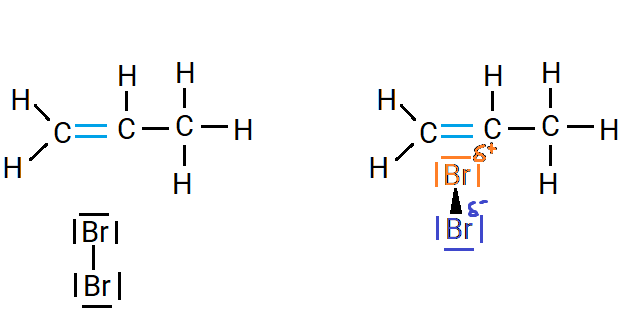 H H H H
H C C C H
H H H
H C C C H
H H δ+
H H Br
Br Br δ-
Br